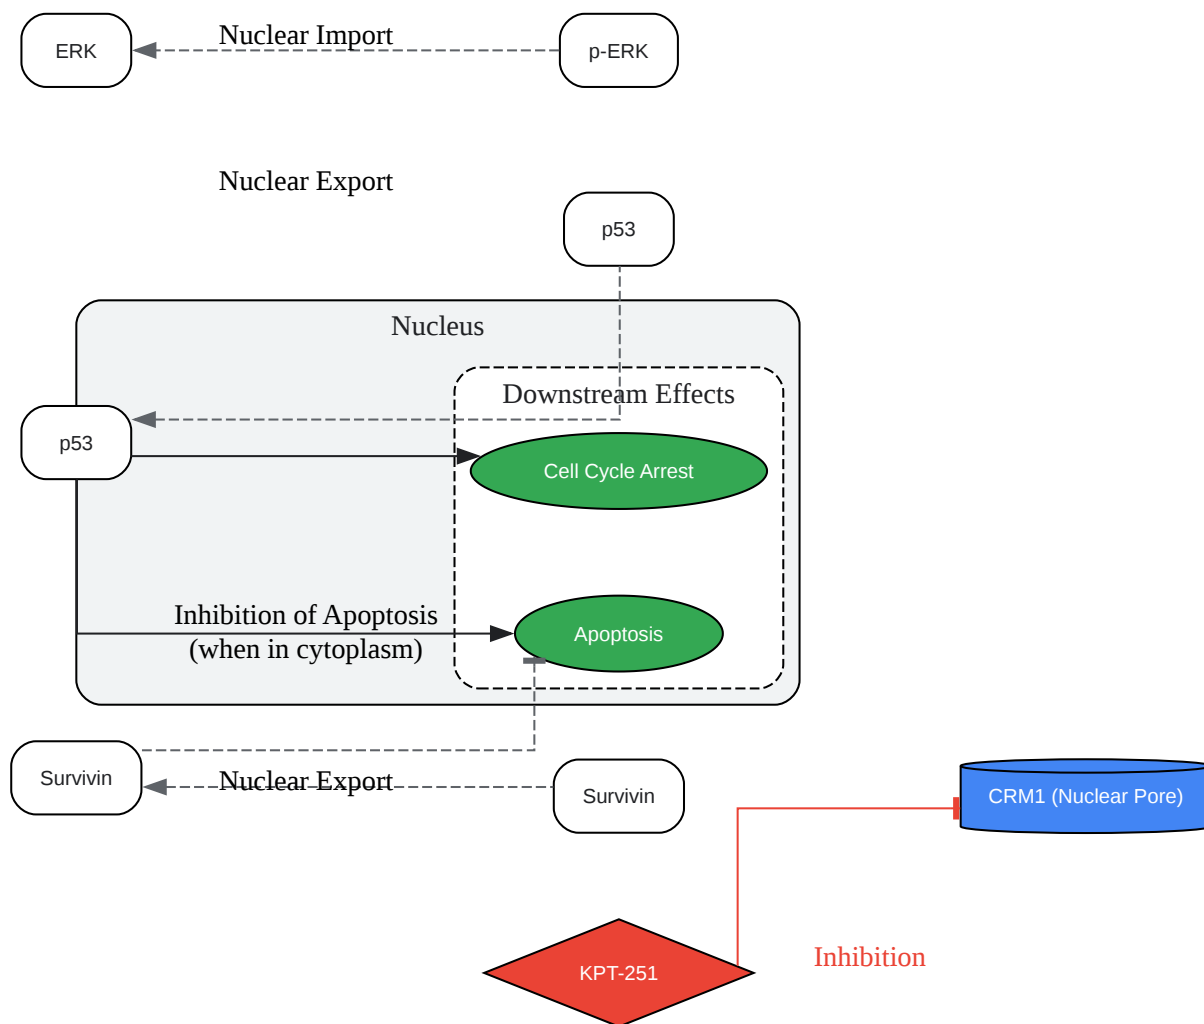 Nuclear Import
ERK
p-ERK
Nuclear Export
p53
Nucleus
Downstream Effects
p53
Cell Cycle Arrest
Inhibition of Apoptosis
(when in cytoplasm)
Apoptosis
Survivin
Nuclear Export
Survivin
CRM1 (Nuclear Pore)
KPT-251
Inhibition